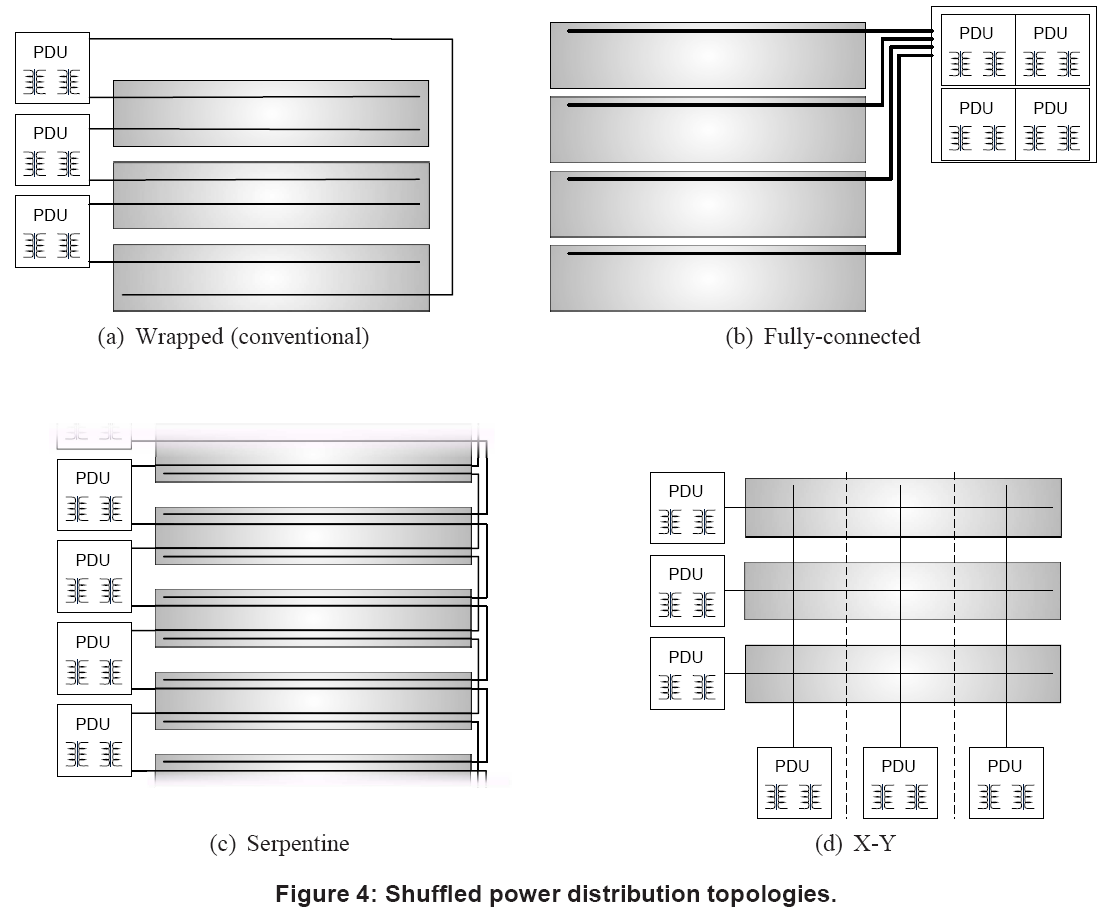 PDU
PDU
PDU
(a) Wrapped (conventional)
PDU PDU
PDU PDU
(b) Fully-connected
PDU
PDU
PDU
PDU
(c) Serpentine
PDU
PDU
PDU
PDU PDU PDU
(d) X-Y
Figure 4: Shuffled power distribution topologies.